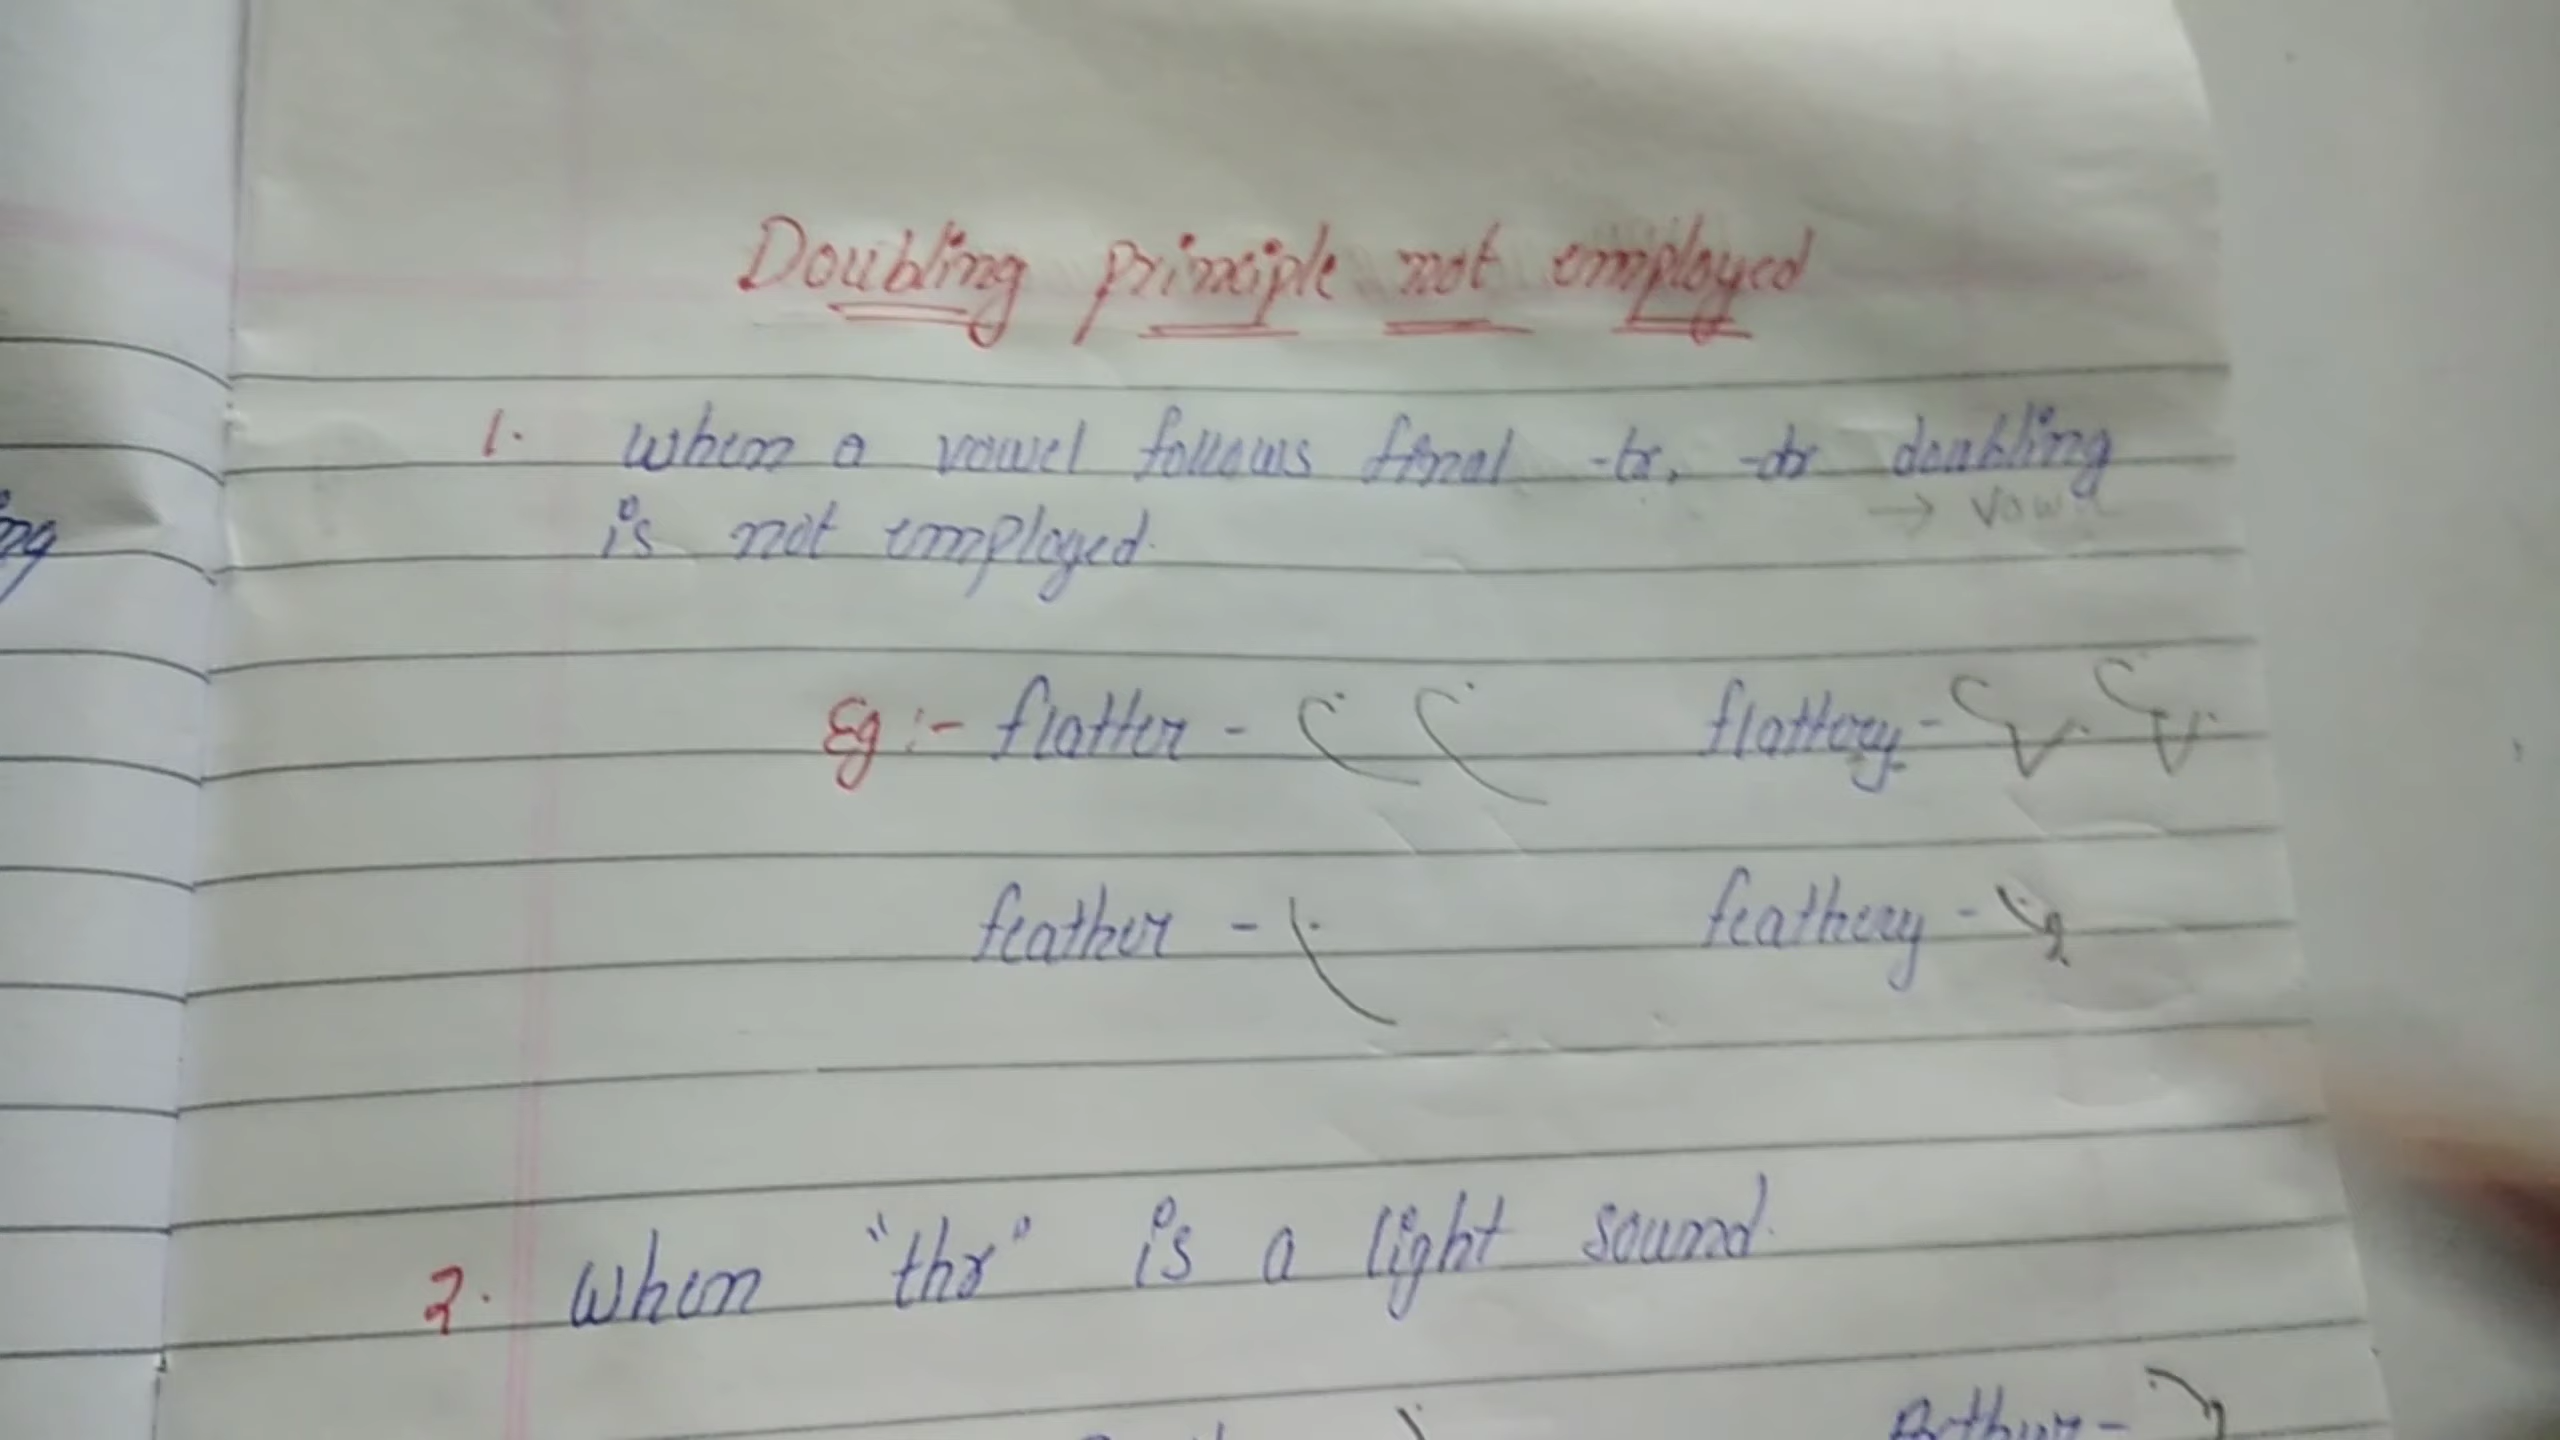 Doubling principle not employed
1. When a vowel follows final -tr, -dr doubling
→ vowel
is not employed.
Eg :- flatter - flattery -
feather - feathery -
2. When "thr" is a light sound.
Arthur -